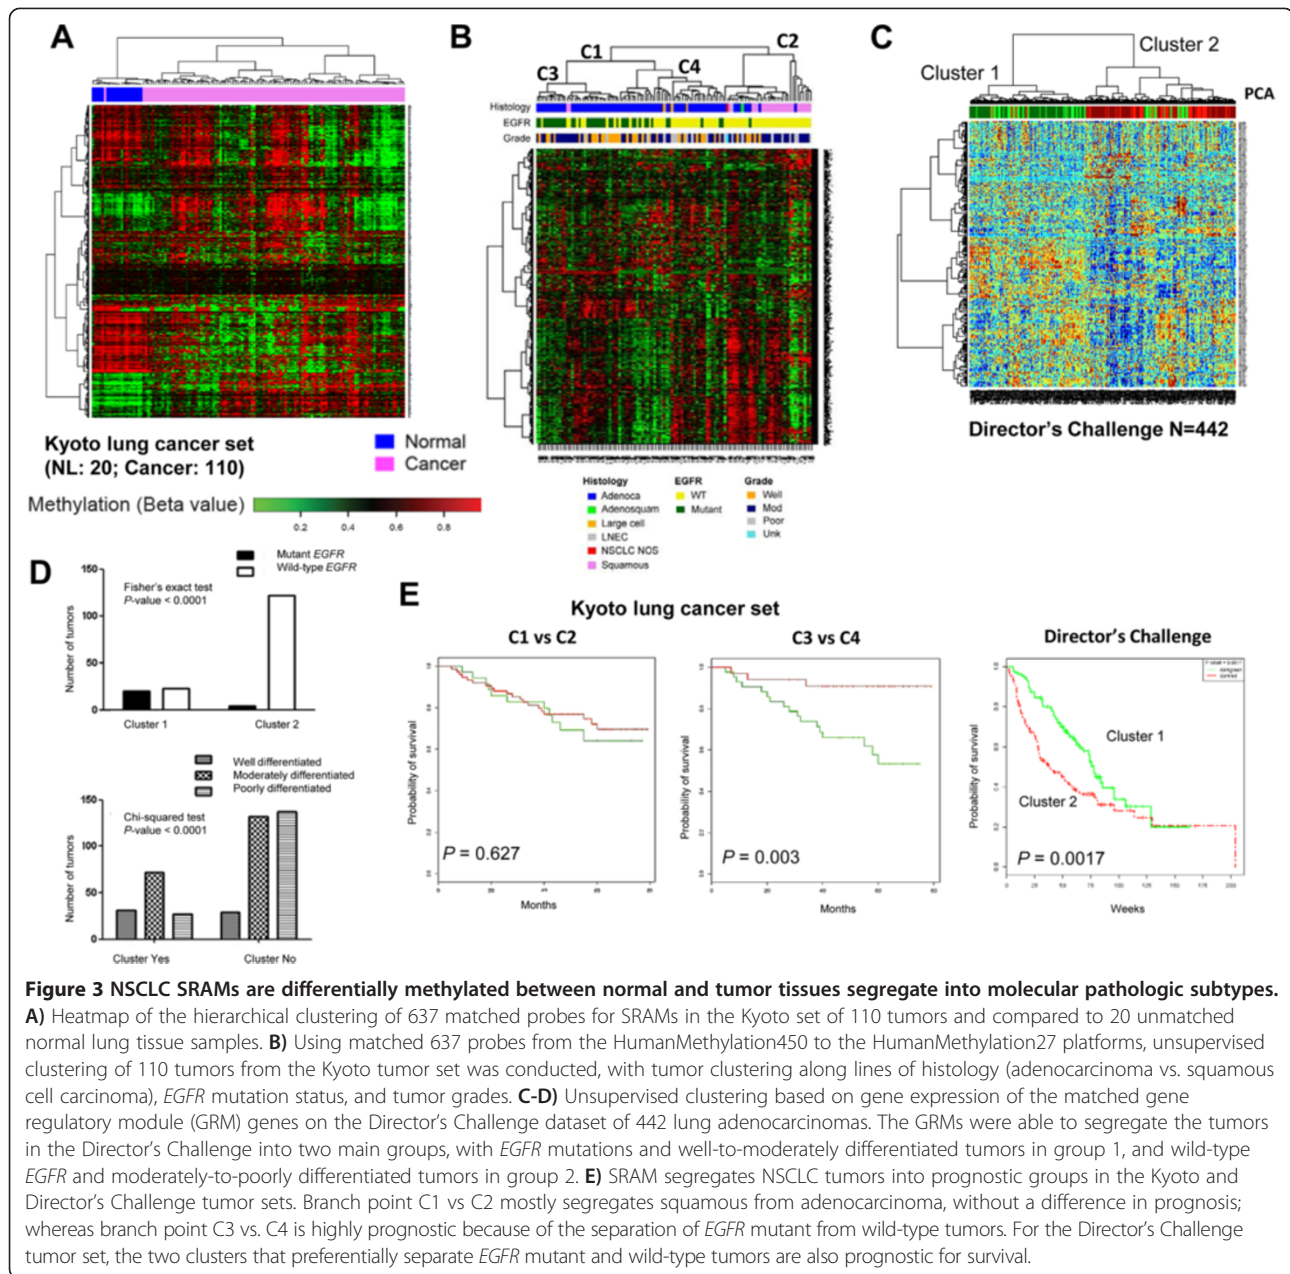 A
B
C
C1
C2
C3
C4
Histology
EGFR
Grade
Cluster 1
Cluster 2
PCA
Kyoto lung cancer set
(NL: 20; Cancer: 110)
Normal
Cancer
Methylation (Beta value)
0.2 0.4 0.6 0.8
Histology
Adenoca
Adenosquam
Large cell
LNEC
NSCLC NOS
Squamous
EGFR
WT
Mutant
Grade
Well
Mod
Poor
Unk
Director's Challenge N=442
D
Mutant EGFR
Wild-type EGFR
Fisher's exact test
P-value < 0.0001
Number of tumors
150
100
50
0
Cluster 1 Cluster 2
Well differentiated
Moderately differentiated
Poorly differentiated
Chi-squared test
P-value < 0.0001
Number of tumors
150
100
50
0
Cluster Yes Cluster No
E
Kyoto lung cancer set
C1 vs C2
Probability of survival
P = 0.627
Months
C3 vs C4
Probability of survival
P = 0.003
Months
Director's Challenge
Probability of survival
Cluster 1
Cluster 2
P = 0.0017
0 25 50 75 100 125 150 175 200
Weeks
Figure 3 NSCLC SRAMs are differentially methylated between normal and tumor tissues segregate into molecular pathologic subtypes.
A) Heatmap of the hierarchical clustering of 637 matched probes for SRAMs in the Kyoto set of 110 tumors and compared to 20 unmatched
normal lung tissue samples. B) Using matched 637 probes from the HumanMethylation450 to the HumanMethylation27 platforms, unsupervised
clustering of 110 tumors from the Kyoto tumor set was conducted, with tumor clustering along lines of histology (adenocarcinoma vs. squamous
cell carcinoma), EGFR mutation status, and tumor grades. C-D) Unsupervised clustering based on gene expression of the matched gene
regulatory module (GRM) genes on the Director's Challenge dataset of 442 lung adenocarcinomas. The GRMs were able to segregate the tumors
in the Director's Challenge into two main groups, with EGFR mutations and well-to-moderately differentiated tumors in group 1, and wild-type
EGFR and moderately-to-poorly differentiated tumors in group 2. E) SRAM segregates NSCLC tumors into prognostic groups in the Kyoto and
Director's Challenge tumor sets. Branch point C1 vs C2 mostly segregates squamous from adenocarcinoma, without a difference in prognosis;
whereas branch point C3 vs. C4 is highly prognostic because of the separation of EGFR mutant from wild-type tumors. For the Director's Challenge
tumor set, the two clusters that preferentially separate EGFR mutant and wild-type tumors are also prognostic for survival.